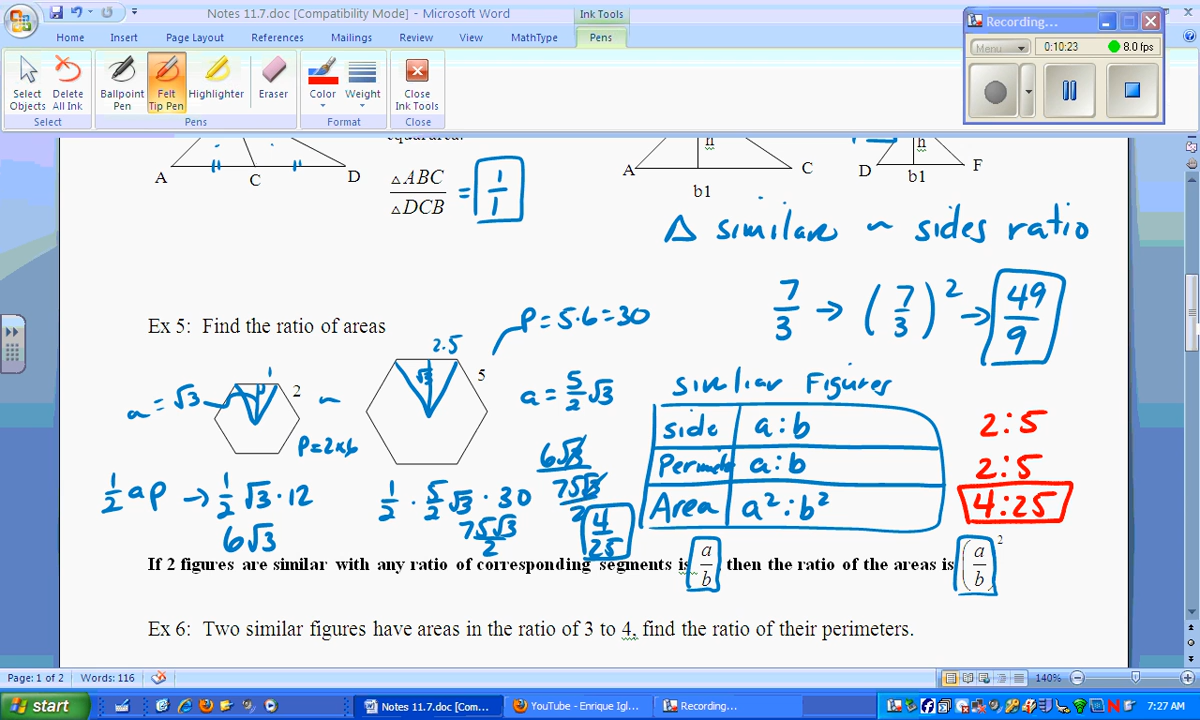 Notes 11.7.doc [Compatibility Mode] - Microsoft Word
Ink Tools
Home Insert Page Layout References Mailings Review View MathType Pens
Recording...
Menu 0:10:23 8.0 fps
Select Objects
Delete All Ink
Ballpoint Pen
Felt Tip Pen
Highlighter
Eraser
Color
Weight
Close Ink Tools
Select Pens Format Close
A C D
△ABC / △DCB = 1/1
A h C
b1
D h F
b1
Δ similar ~ sides ratio
7/3 → (7/3)² → 49/9
Ex 5: Find the ratio of areas
P = 5·6 = 30
2.5
1
2
5
~
√3
a = √3
a = 5/2 √3
P = 2×6
1/2 ap → 1/2 √3 · 12
6√3
1/2 · 5/2 √3 · 30
75√3/2
6√3
75√3
2
4/25
similiar Figures
side a:b
Perimete a:b
Area a²:b²
2:5
2:5
4:25
If 2 figures are similar with any ratio of corresponding segments is a/b, then the ratio of the areas is (a/b)²
Ex 6: Two similar figures have areas in the ratio of 3 to 4, find the ratio of their perimeters.
Page: 1 of 2 Words: 116 140%
start Notes 11.7.doc [Com... YouTube - Enrique Igl... Recording... 7:27 AM